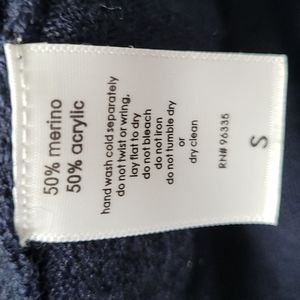 50% merino
50% acrylic
hand wash cold separately
do not twist or wring,
lay flat to dry
do not bleach
do not iron
do not tumble dry
or
dry clean
RN# 96335
S